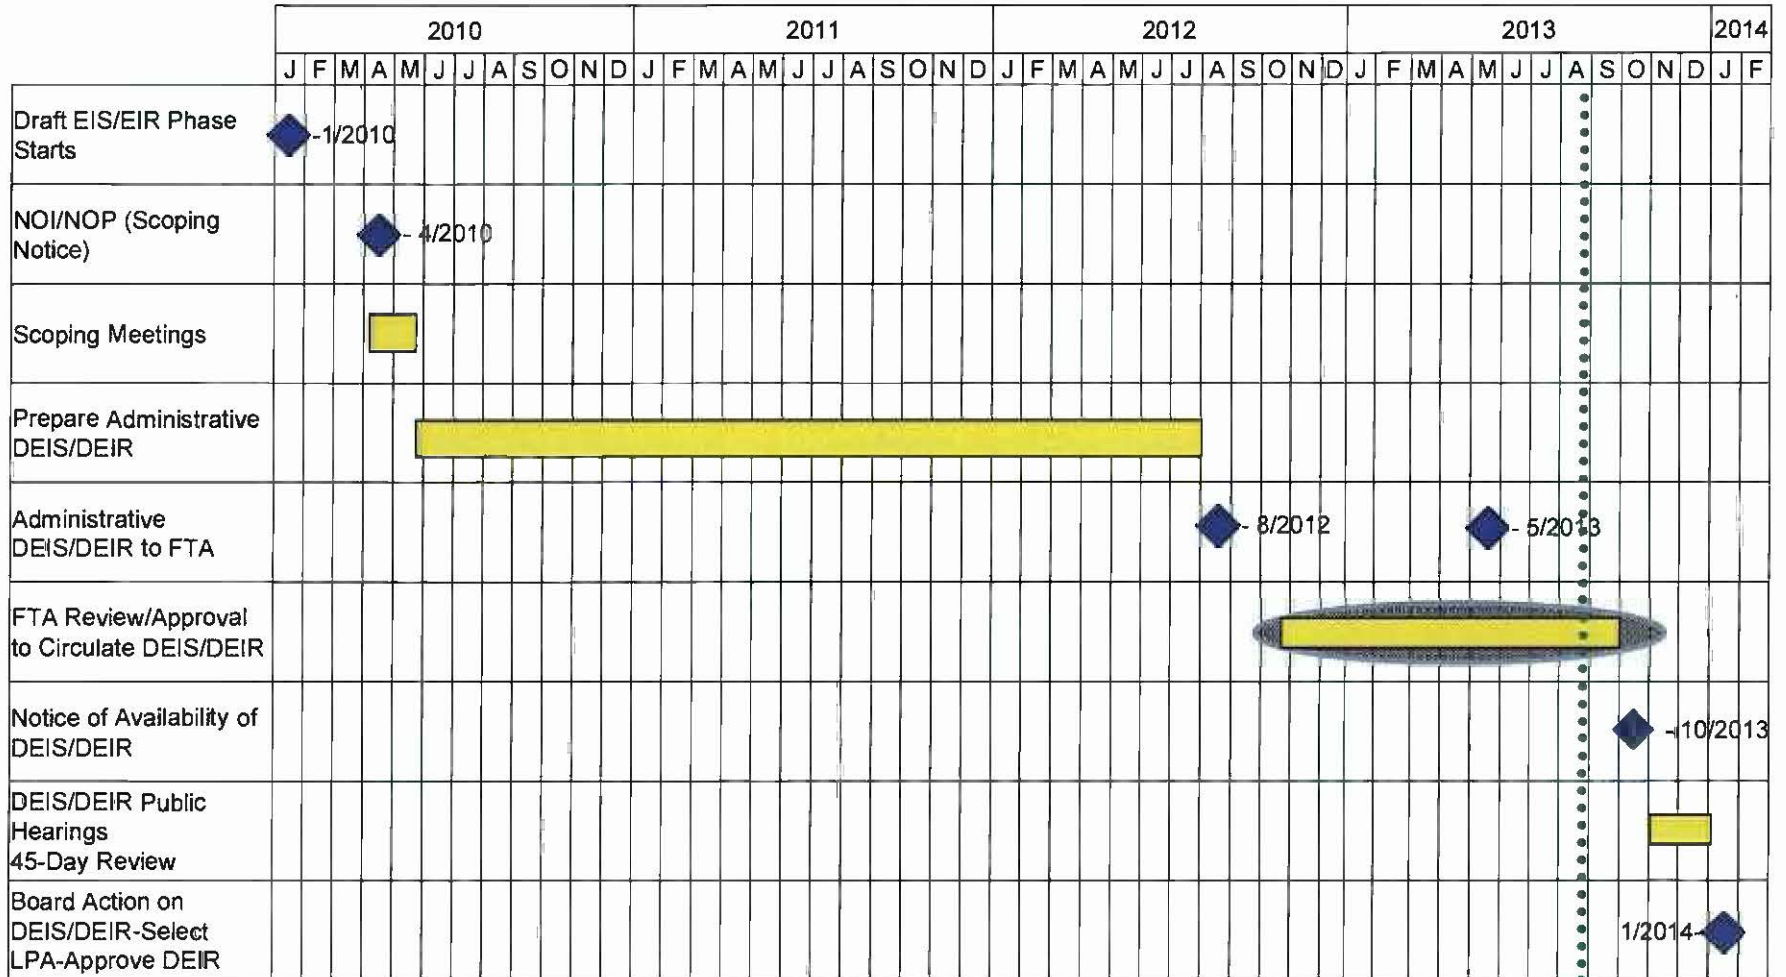 2010 2011 2012 2013 2014
J F M A M J J A S O N D J F M A M J J A S O N D J F M A M J J A S O N D J F M A M J J A S O N D J F
Draft EIS/EIR Phase
Starts
-1/2010
NOI/NOP (Scoping
Notice)
- 4/2010
Scoping Meetings
Prepare Administrative
DEIS/DEIR
Administrative
DEIS/DEIR to FTA
- 8/2012
- 5/2013
FTA Review/Approval
to Circulate DEIS/DEIR
Notice of Availability of
DEIS/DEIR
- 10/2013
DEIS/DEIR Public
Hearings
45-Day Review
Board Action on
DEIS/DEIR-Select
LPA-Approve DEIR
1/2014-